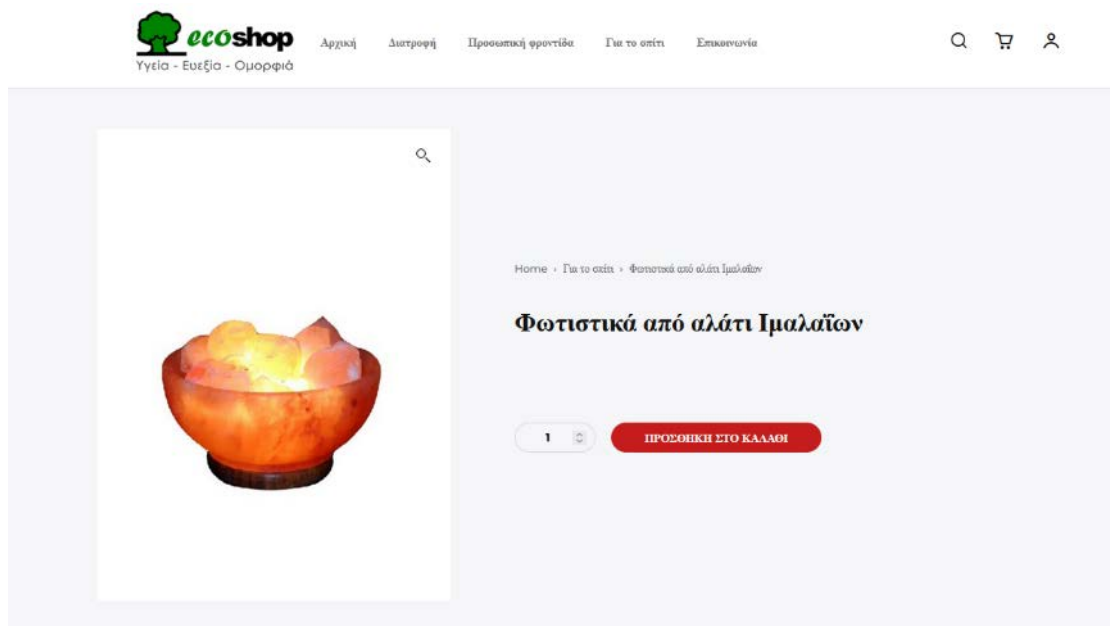 ecoshop
Υγεία - Ευεξία - Ομορφιά
Αρχική Διατροφή Προσωπική φροντίδα Για το σπίτι Επικοινωνία
Home › Για το σπίτι › Φωτιστικά από αλάτι Ιμαλαΐων
Φωτιστικά από αλάτι Ιμαλαΐων
1 ΠΡΟΣΘΗΚΗ ΣΤΟ ΚΑΛΑΘΙ